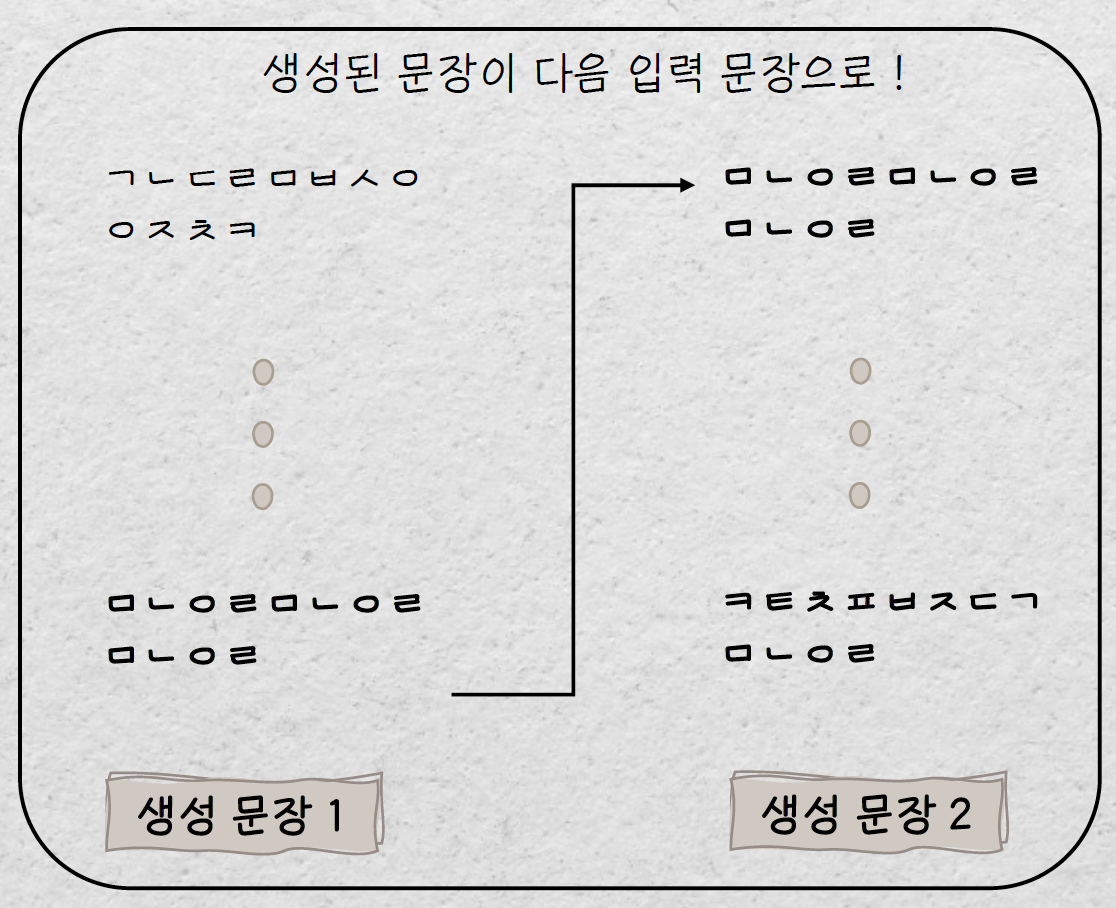 생성된 문장이 다음 입력 문장으로 !
ㄱㄴㄷㄹㅁㅂㅅㅇ
ㅇㅈㅊㅋ
ㅁㄴㅇㄹㅁㄴㅇㄹ
ㅁㄴㅇㄹ
생성 문장 1
ㅁㄴㅇㄹㅁㄴㅇㄹ
ㅁㄴㅇㄹ
ㅋㅌㅊㅍㅂㅈㄷㄱ
ㅁㄴㅇㄹ
생성 문장 2